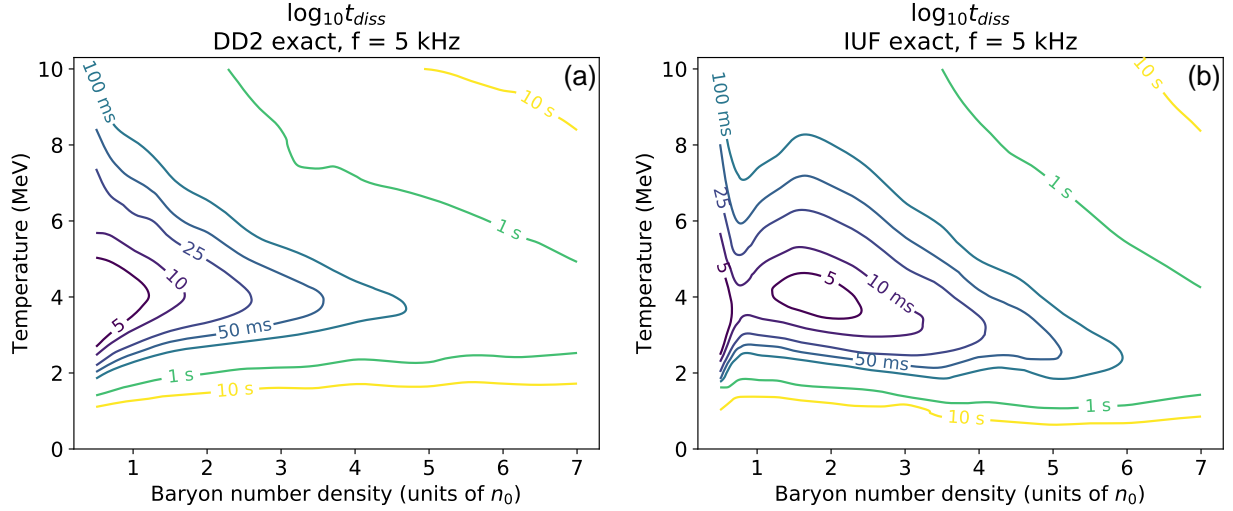 log₁₀t_diss
DD2 exact, f = 5 kHz
(a)
10
8
6
4
2
0
Temperature (MeV)
100 ms
10 s
1 s
25
10
5
50 ms
1 s
10 s
1
2
3
4
5
6
7
Baryon number density (units of n₀)
log₁₀t_diss
IUF exact, f = 5 kHz
(b)
10
8
6
4
2
0
Temperature (MeV)
100 ms
10 s
1 s
25
5
5
10 ms
50 ms
1 s
10 s
1
2
3
4
5
6
7
Baryon number density (units of n₀)